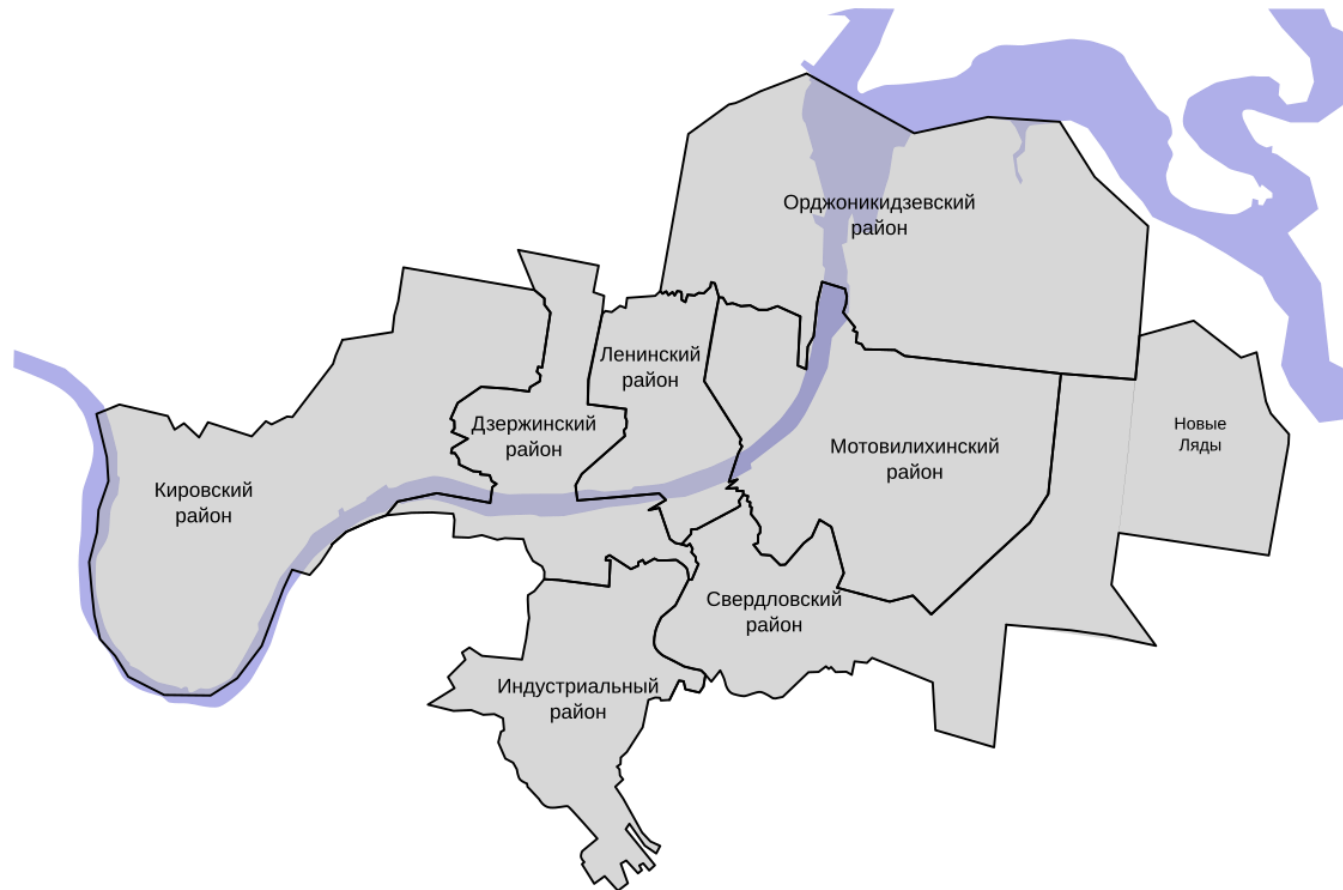 Орджоникидзевский
район
Ленинский
район
Дзержинский
район
Новые
Ляды
Мотовилихинский
район
Кировский
район
Свердловский
район
Индустриальный
район